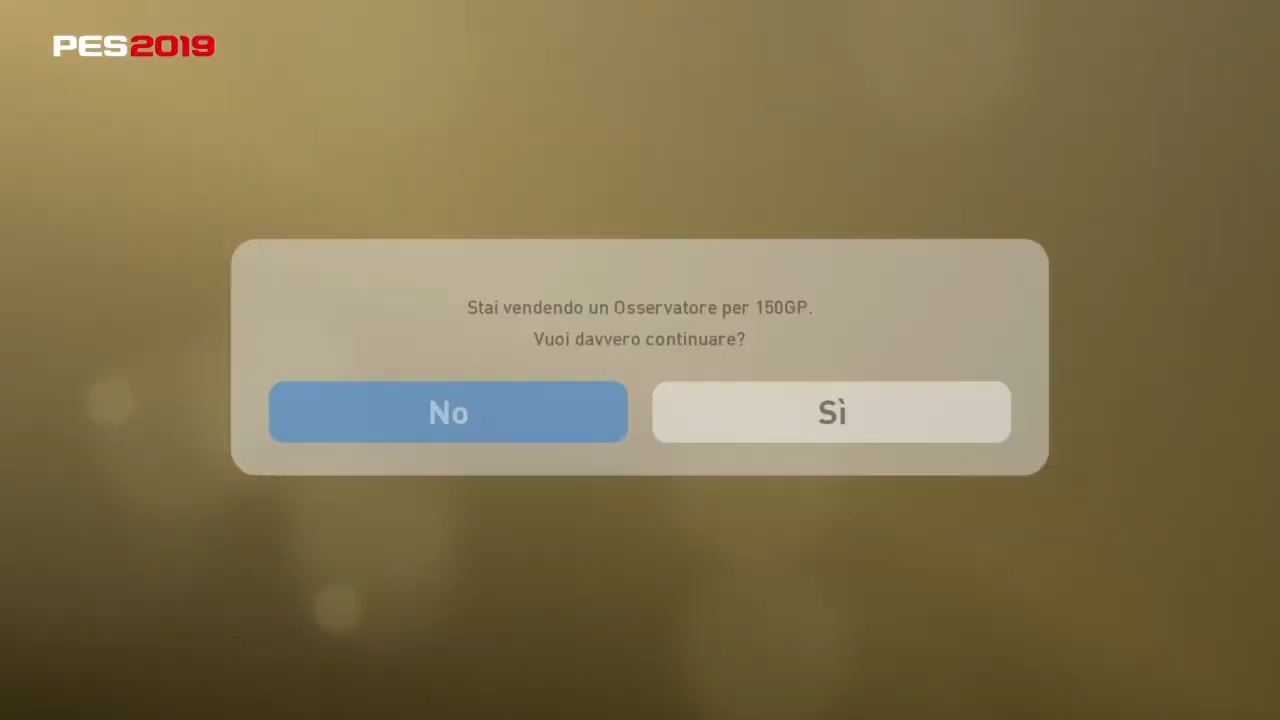 PES2019
Stai vendendo un Osservatore per 150GP.
Vuoi davvero continuare?
No
Sì